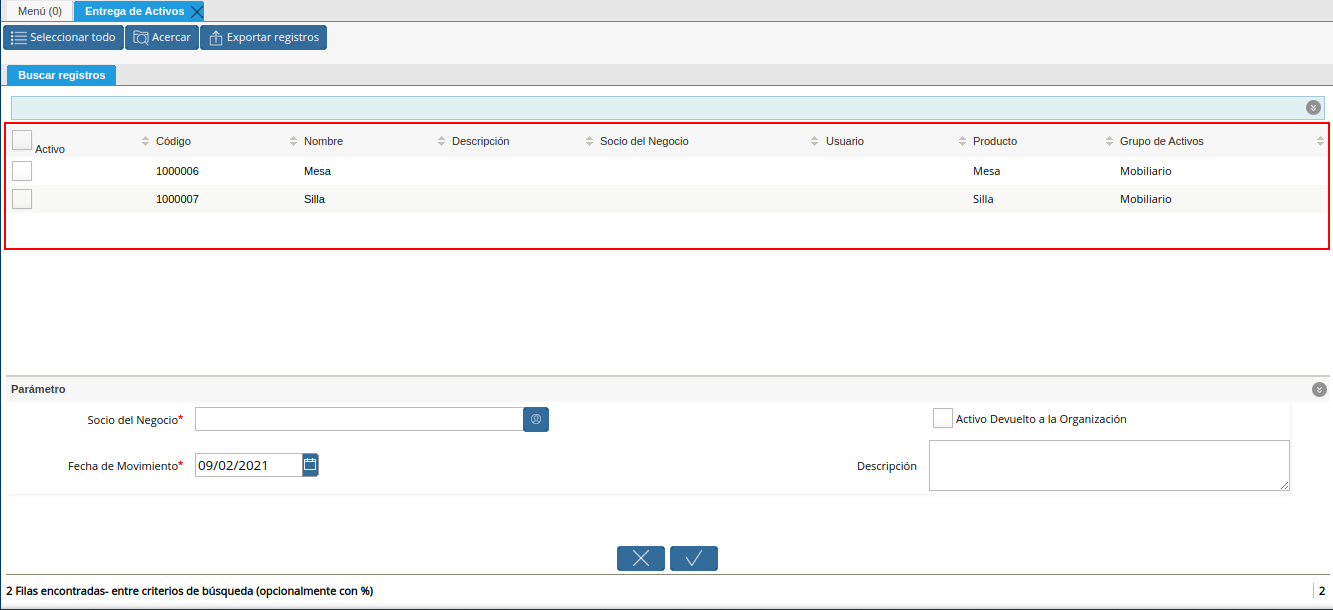 Menú (0) Entrega de Activos
Seleccionar todo Acercar Exportar registros
Buscar registros
Activo Código Nombre Descripción Socio del Negocio Usuario Producto Grupo de Activos
1000006 Mesa Mesa Mobiliario
1000007 Silla Silla Mobiliario
Parámetro
Socio del Negocio* Activo Devuelto a la Organización
Fecha de Movimiento* 09/02/2021 Descripción
2 Filas encontradas- entre criterios de búsqueda (opcionalmente con %) 2